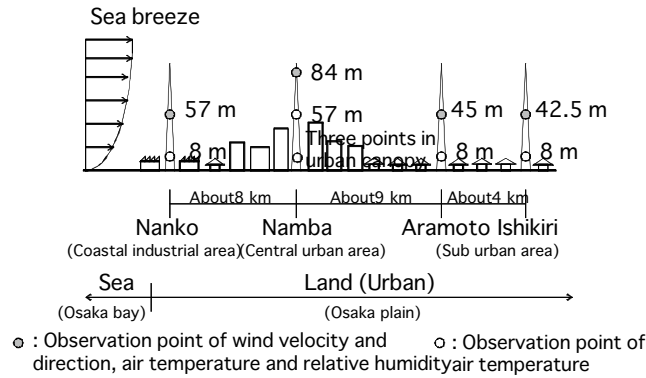 Sea breeze
84 m
57 m
57 m
45 m
42.5 m
Three points in
urban canopy
8 m
8 m
8 m
About8 km
About9 km
About4 km
Nanko
Namba
Aramoto
Ishikiri
(Coastal industrial area)
(Central urban area)
(Sub urban area)
Sea
Land (Urban)
(Osaka bay)
(Osaka plain)
: Observation point of wind velocity and
direction, air temperature and relative humidity
: Observation point of
air temperature